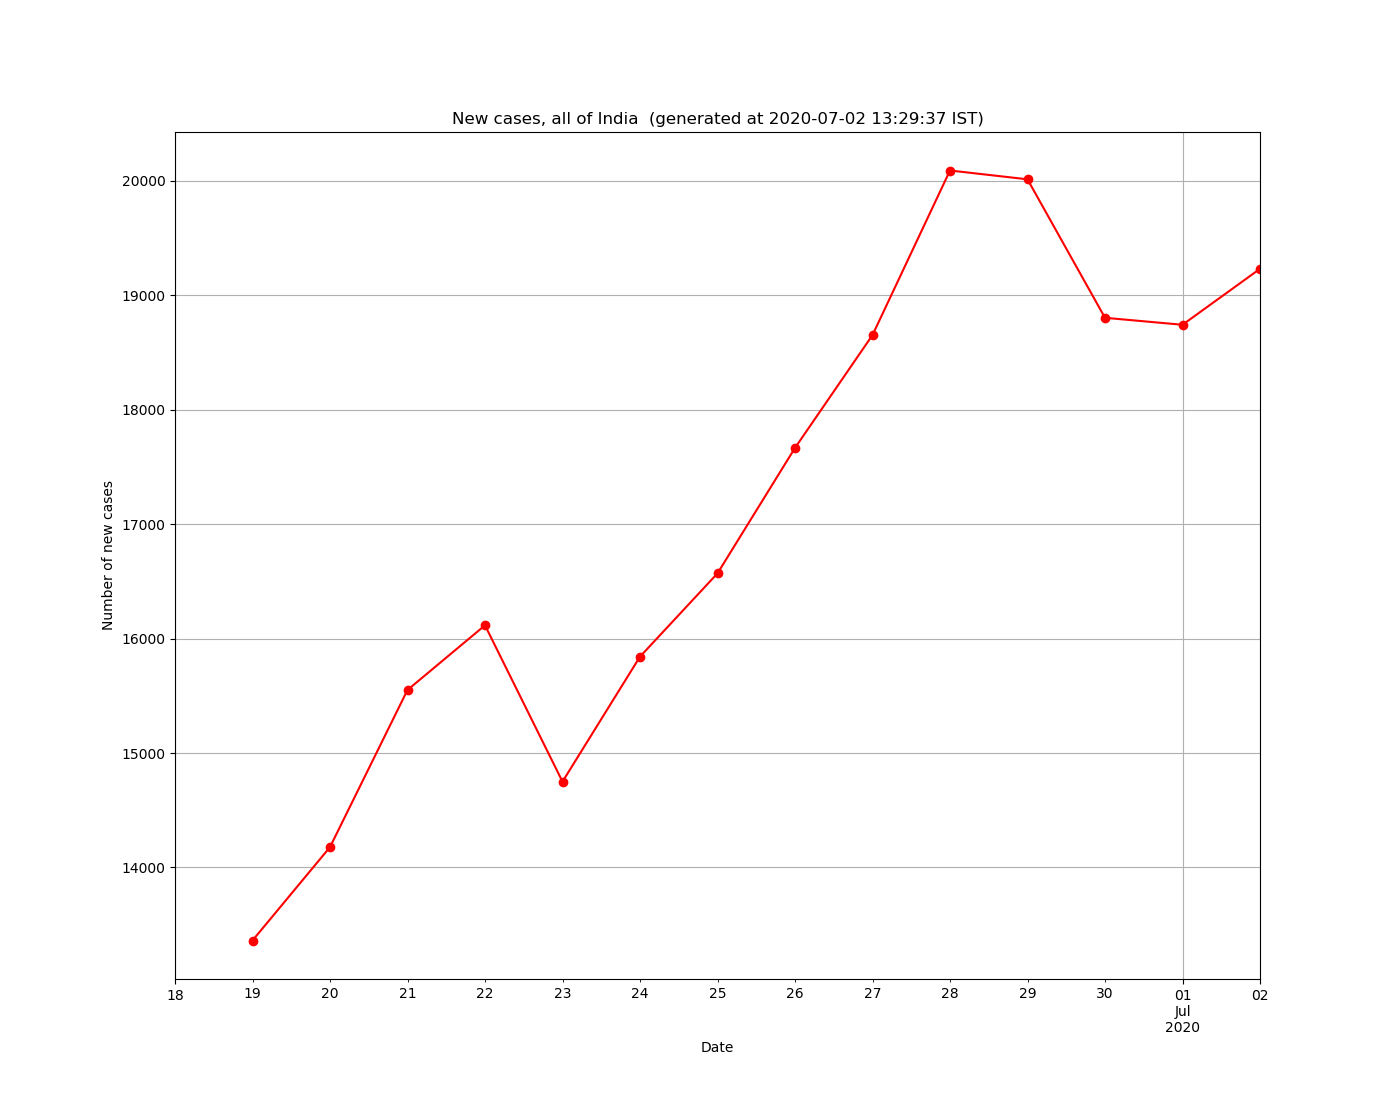 New cases, all of India  (generated at 2020-07-02 13:29:37 IST)
20000
19000
18000
17000
16000
15000
14000
Number of new cases
18 19 20 21 22 23 24 25 26 27 28 29 30 01 02
Jul
2020
Date